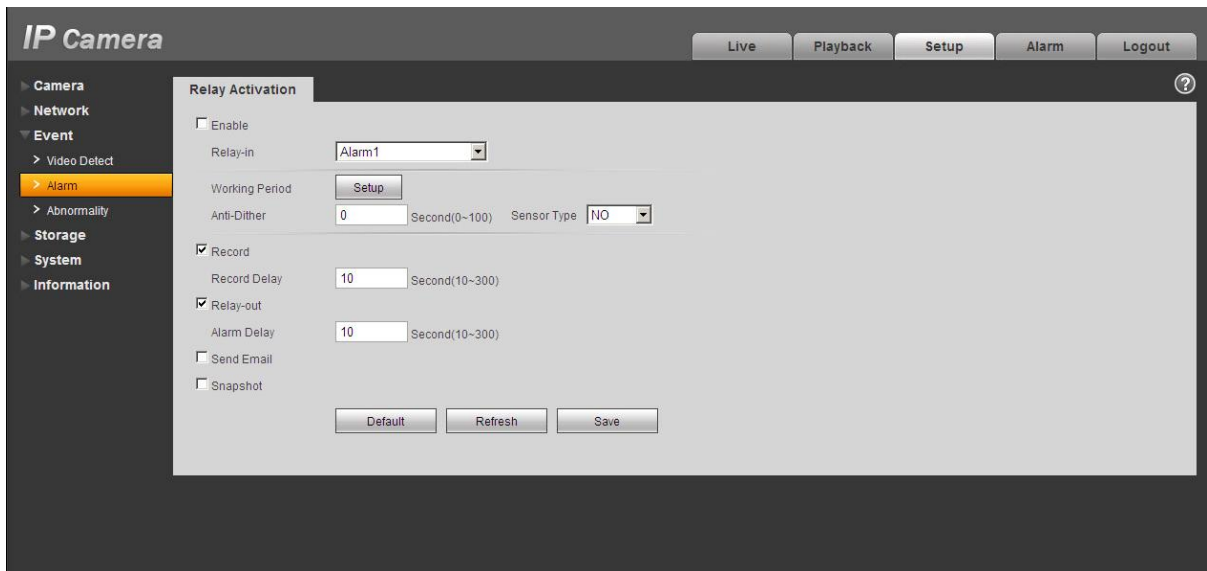 IP Camera
Live Playback Setup Alarm Logout
Camera
Network
Event
> Video Detect
> Alarm
> Abnormality
Storage
System
Information
Relay Activation
?
Enable
Relay-in Alarm1
Working Period Setup
Anti-Dither 0 Second(0~100) Sensor Type NO
Record
Record Delay 10 Second(10~300)
Relay-out
Alarm Delay 10 Second(10~300)
Send Email
Snapshot
Default Refresh Save